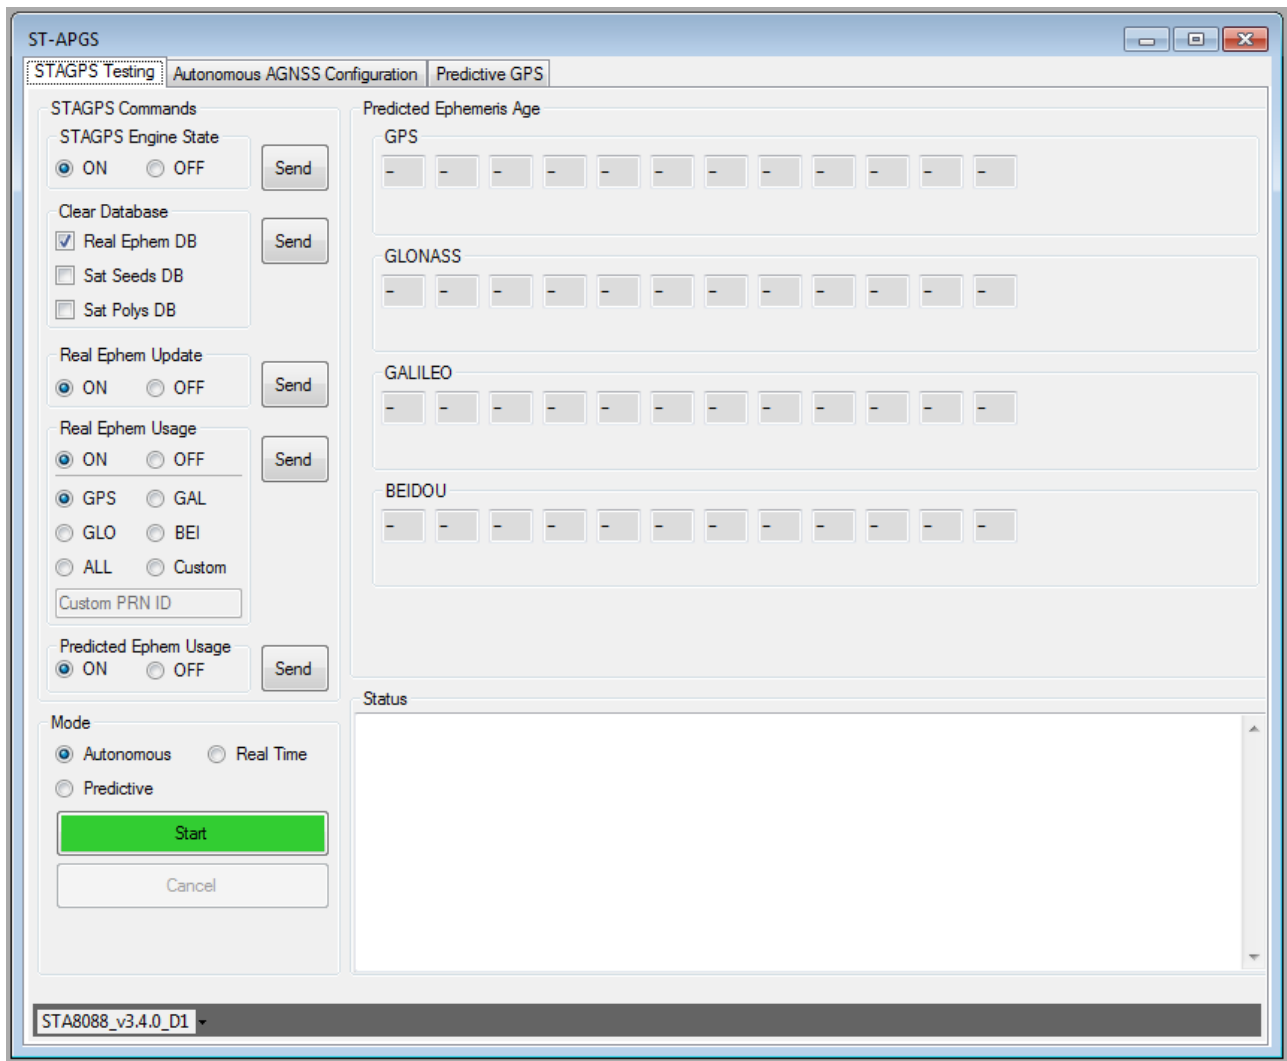 ST-APGS
STAGPS Testing Autonomous AGNSS Configuration Predictive GPS
STAGPS Commands
STAGPS Engine State
ON OFF Send
Clear Database
Real Ephem DB Send
Sat Seeds DB
Sat Polys DB
Real Ephem Update
ON OFF Send
Real Ephem Usage
ON OFF Send
GPS GAL
GLO BEI
ALL Custom
Custom PRN ID
Predicted Ephem Usage
ON OFF Send
Mode
Autonomous Real Time
Predictive
Start
Cancel
Predicted Ephemeris Age
GPS
- - - - - - - - - - - -
GLONASS
- - - - - - - - - - - -
GALILEO
- - - - - - - - - - - -
BEIDOU
- - - - - - - - - - - -
Status
STA8088_v3.4.0_D1